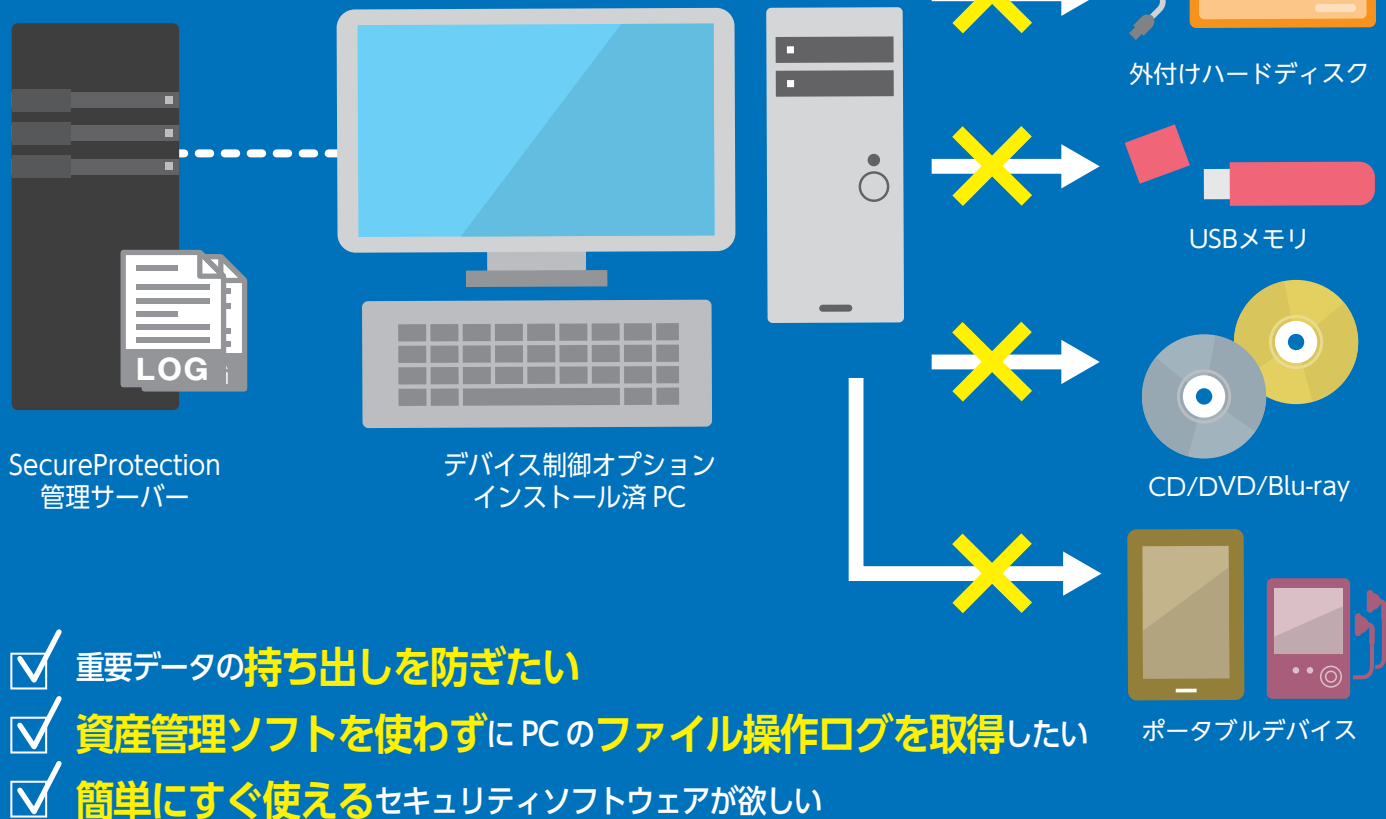 外付けハードディスク
USBメモリ
LOG
SecureProtection
管理サーバー
デバイス制御オプション
インストール済 PC
CD/DVD/Blu-ray
ポータブルデバイス
重要データの持ち出しを防ぎたい
資産管理ソフトを使わずに PC のファイル操作ログを取得したい
簡単にすぐ使えるセキュリティソフトウェアが欲しい